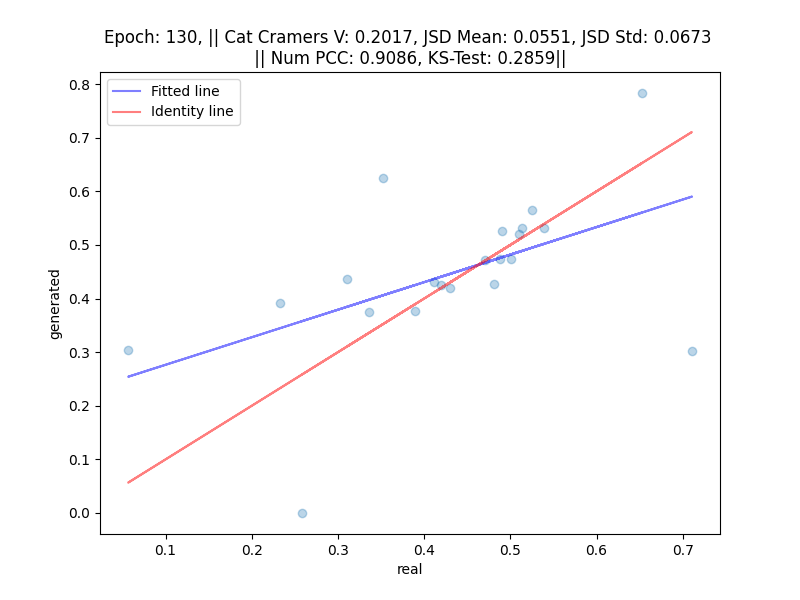 Epoch: 130, || Cat Cramers V: 0.2017, JSD Mean: 0.0551, JSD Std: 0.0673
|| Num PCC: 0.9086, KS-Test: 0.2859||
Fitted line
Identity line
0.8
0.7
0.6
0.5
0.4
0.3
0.2
0.1
0.0
generated
0.1 0.2 0.3 0.4 0.5 0.6 0.7
real